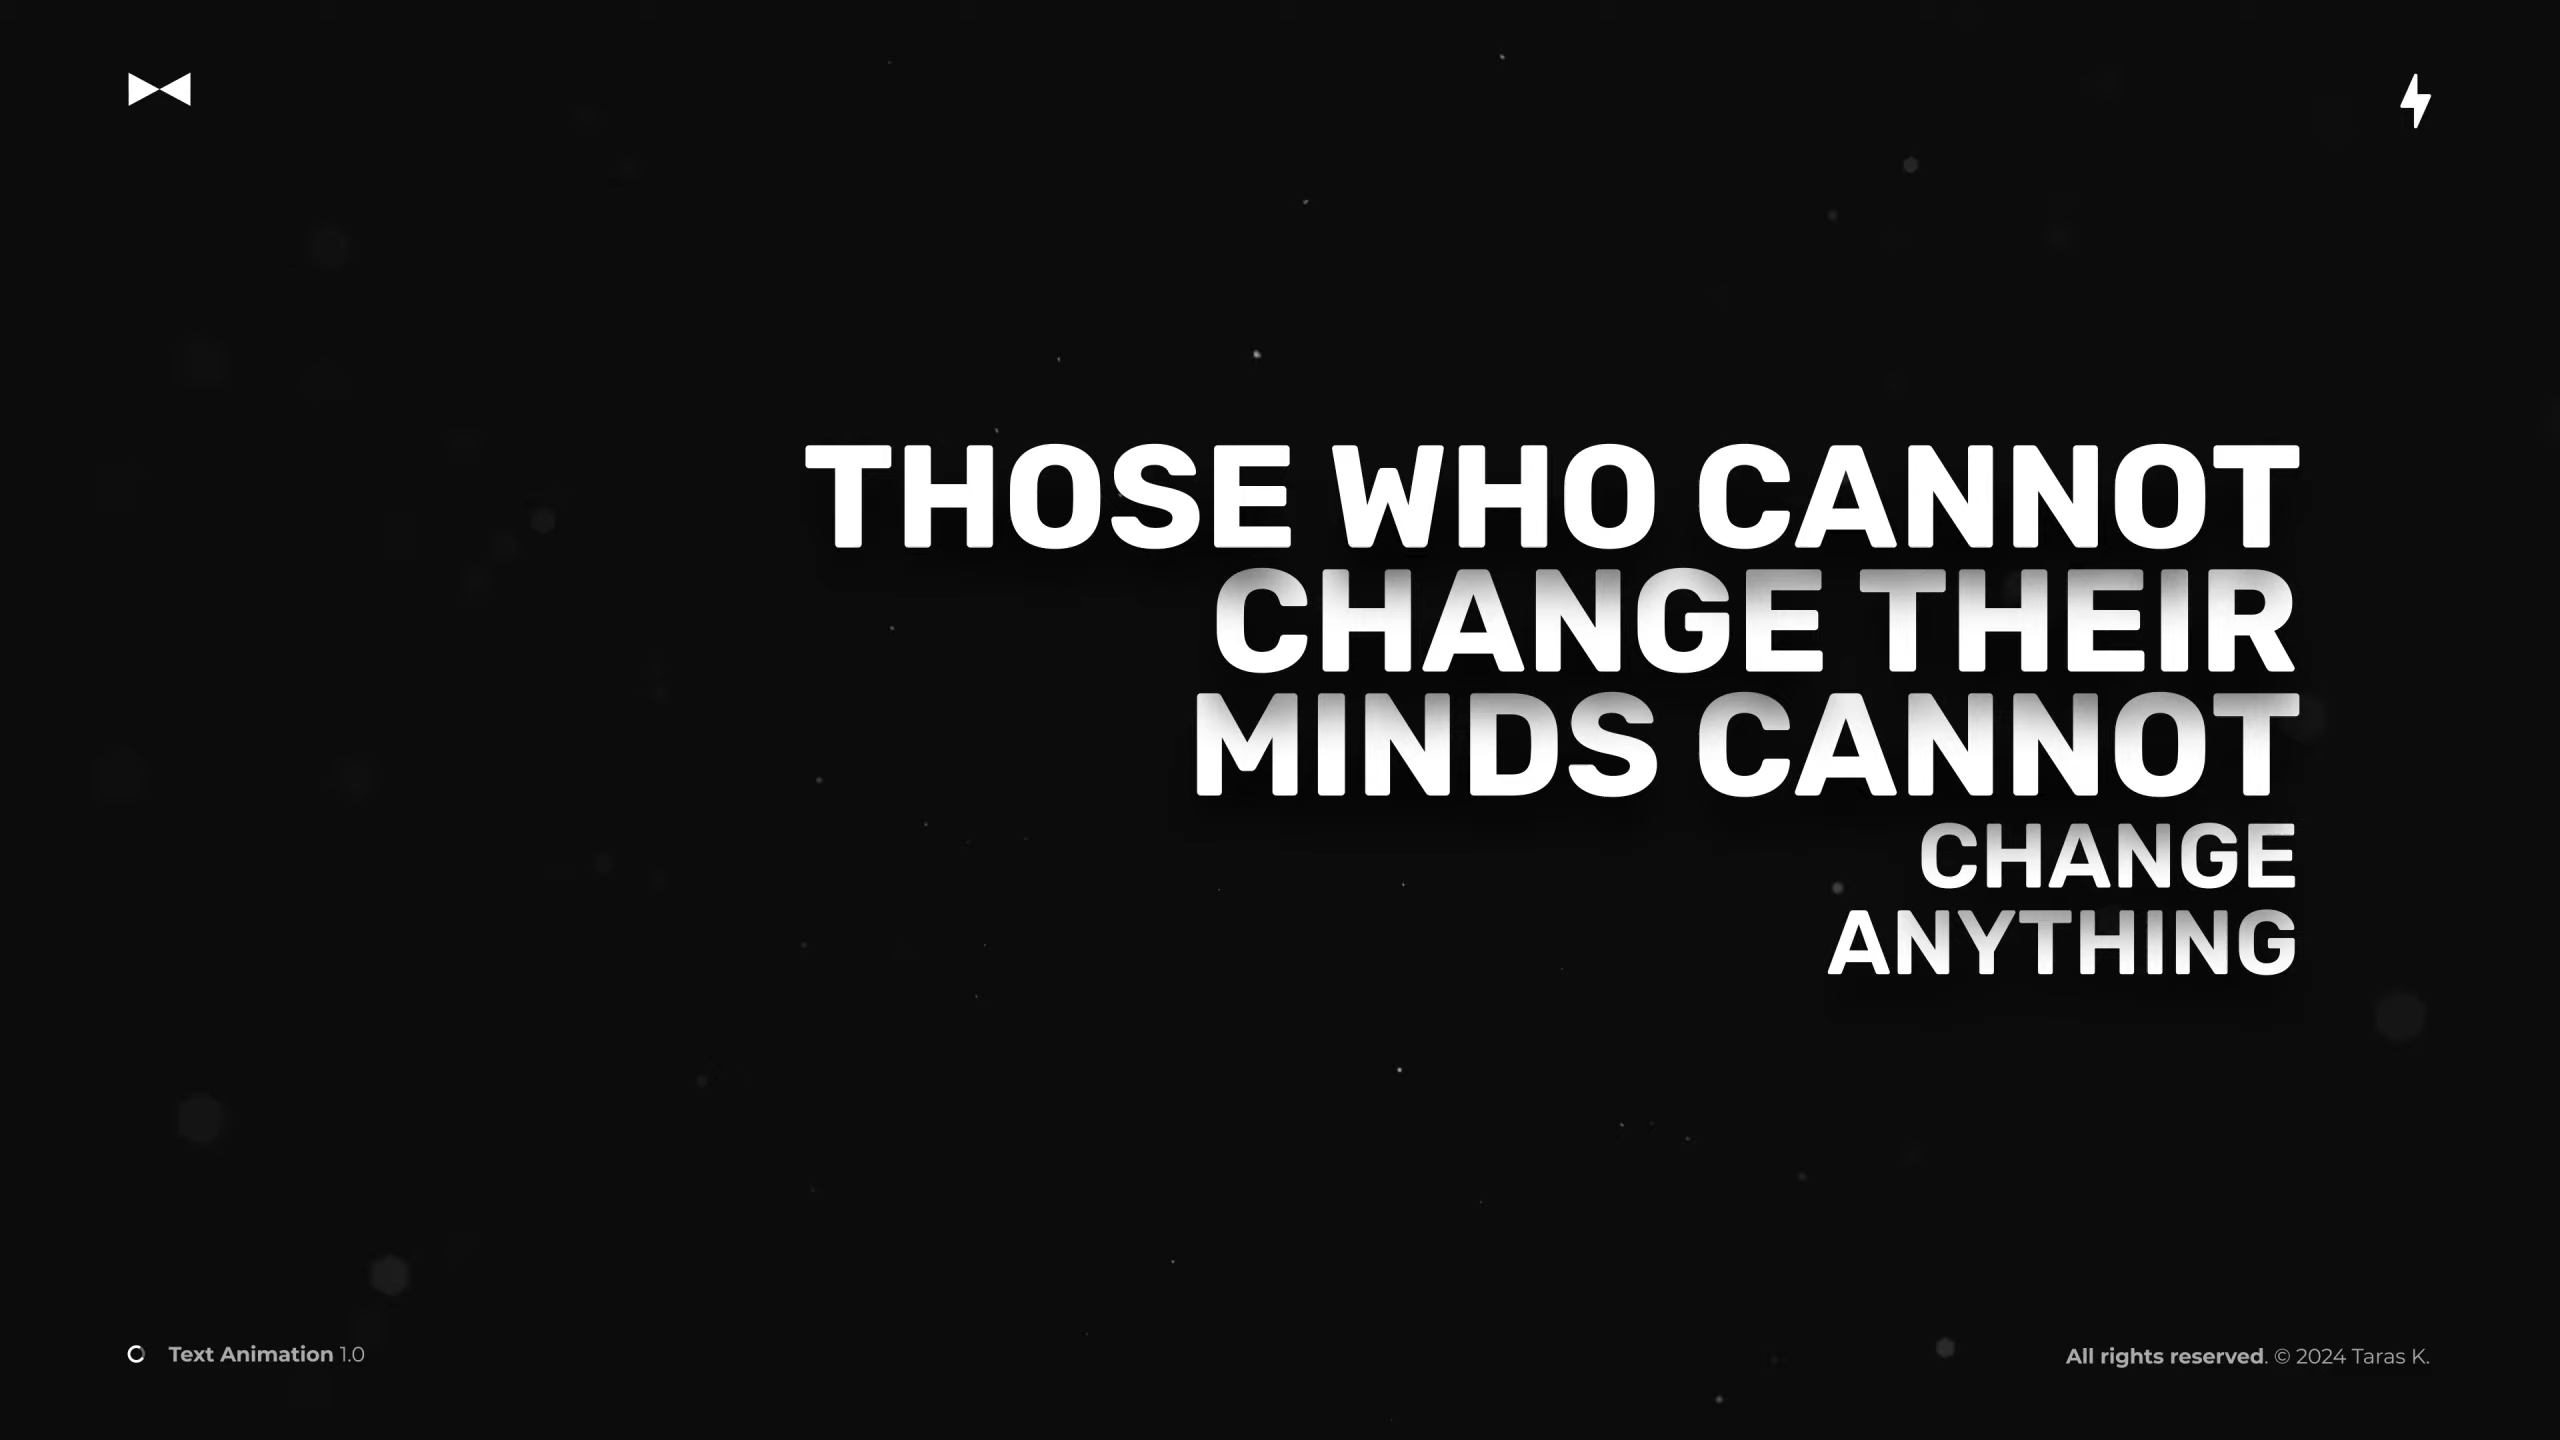 THOSE WHO CANNOT
CHANGE THEIR
MINDS CANNOT
CHANGE
ANYTHING
Text Animation 1.0
All rights reserved. © 2024 Taras K.